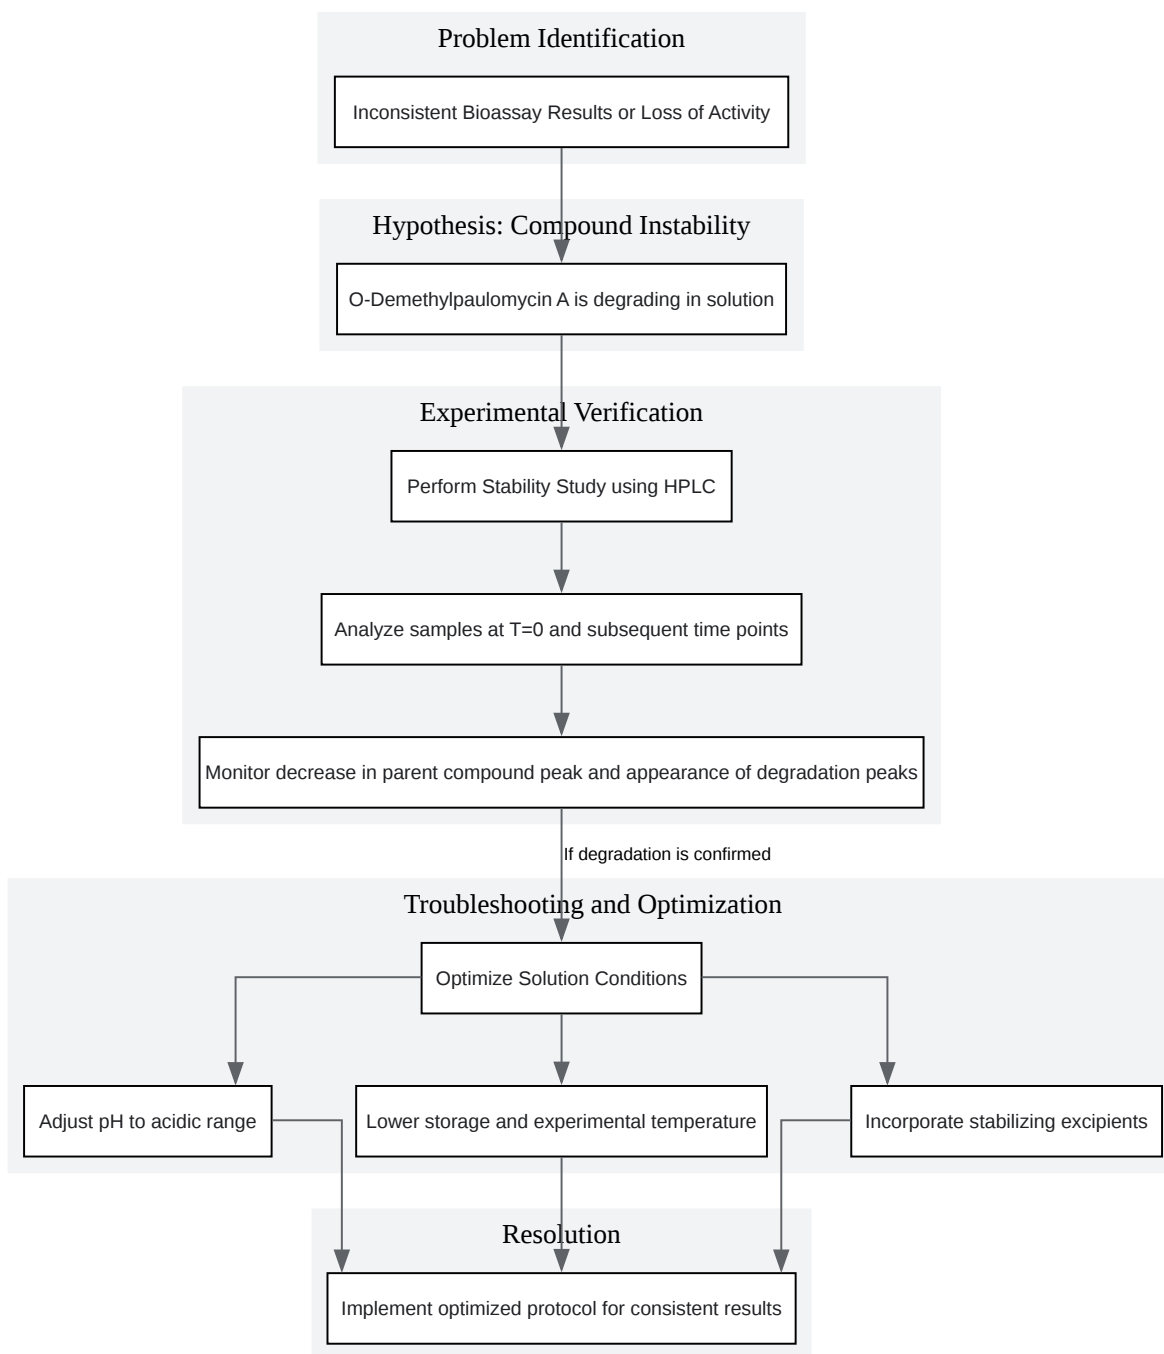 Problem Identification
Inconsistent Bioassay Results or Loss of Activity
Hypothesis: Compound Instability
O-Demethylpaulomycin A is degrading in solution
Experimental Verification
Perform Stability Study using HPLC
Analyze samples at T=0 and subsequent time points
Monitor decrease in parent compound peak and appearance of degradation peaks
If degradation is confirmed
Troubleshooting and Optimization
Optimize Solution Conditions
Adjust pH to acidic range
Lower storage and experimental temperature
Incorporate stabilizing excipients
Resolution
Implement optimized protocol for consistent results